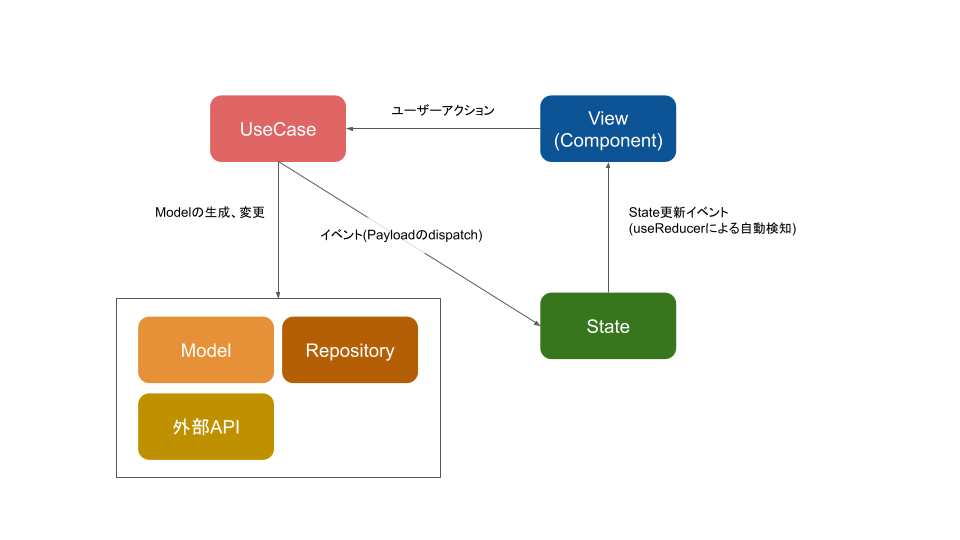 ユーザーアクション
UseCase
View
(Component)
Modelの生成、変更
State更新イベント
(useReducerによる自動検知)
イベント(Payloadのdispatch)
State
Model
Repository
外部API